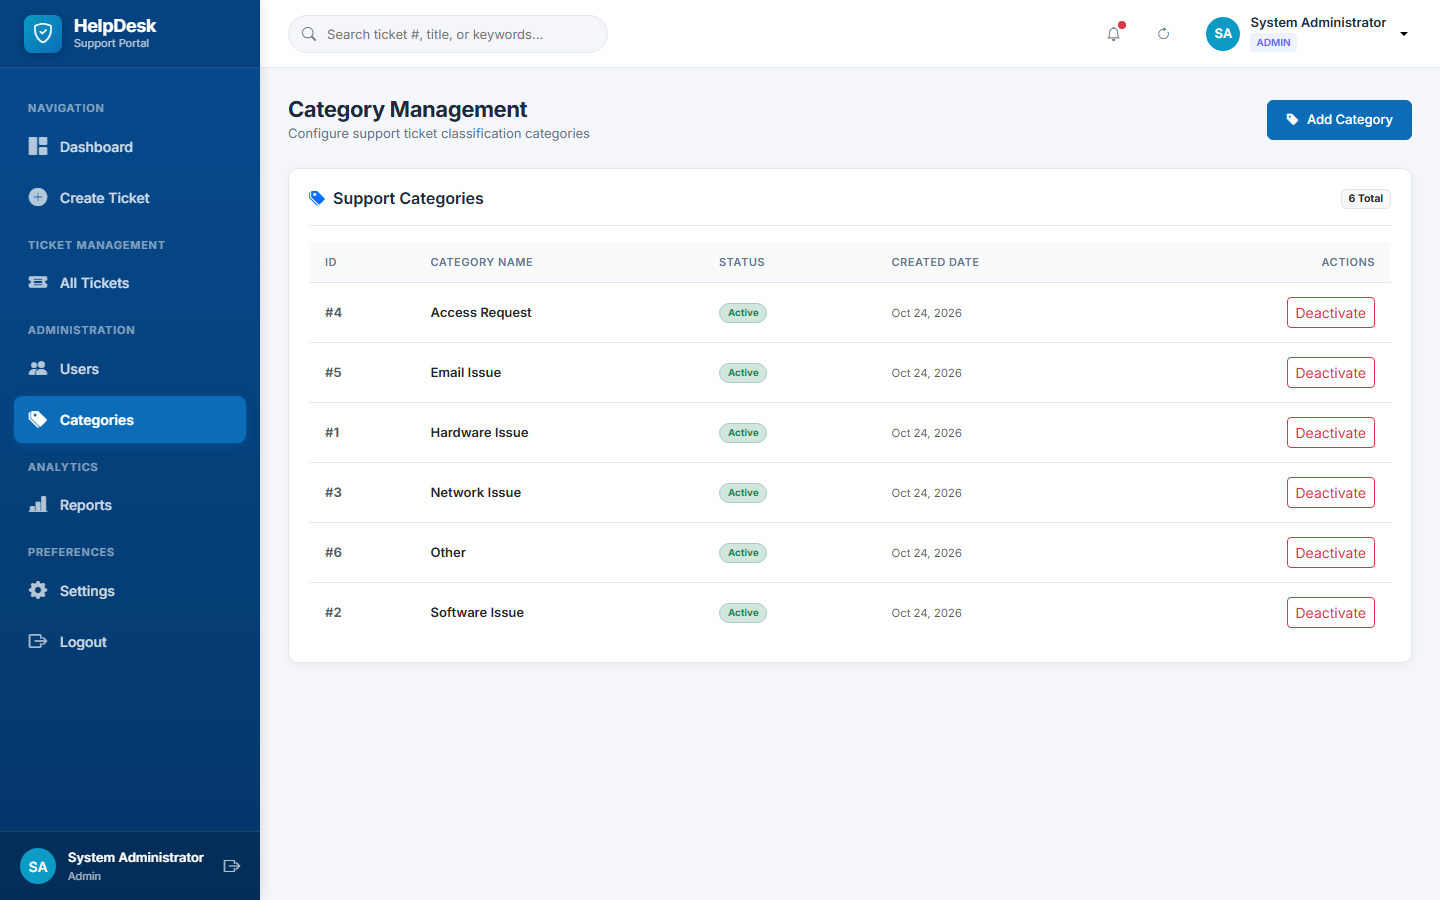 HelpDesk
Support Portal
NAVIGATION
Dashboard
Create Ticket
TICKET MANAGEMENT
All Tickets
ADMINISTRATION
Users
Categories
ANALYTICS
Reports
PREFERENCES
Settings
Logout
SA
System Administrator
Admin
Search ticket #, title, or keywords...
SA
System Administrator
ADMIN
Category Management
Configure support ticket classification categories
Add Category
Support Categories
6 Total
ID CATEGORY NAME STATUS CREATED DATE ACTIONS
#4 Access Request Active Oct 24, 2026 Deactivate
#5 Email Issue Active Oct 24, 2026 Deactivate
#1 Hardware Issue Active Oct 24, 2026 Deactivate
#3 Network Issue Active Oct 24, 2026 Deactivate
#6 Other Active Oct 24, 2026 Deactivate
#2 Software Issue Active Oct 24, 2026 Deactivate